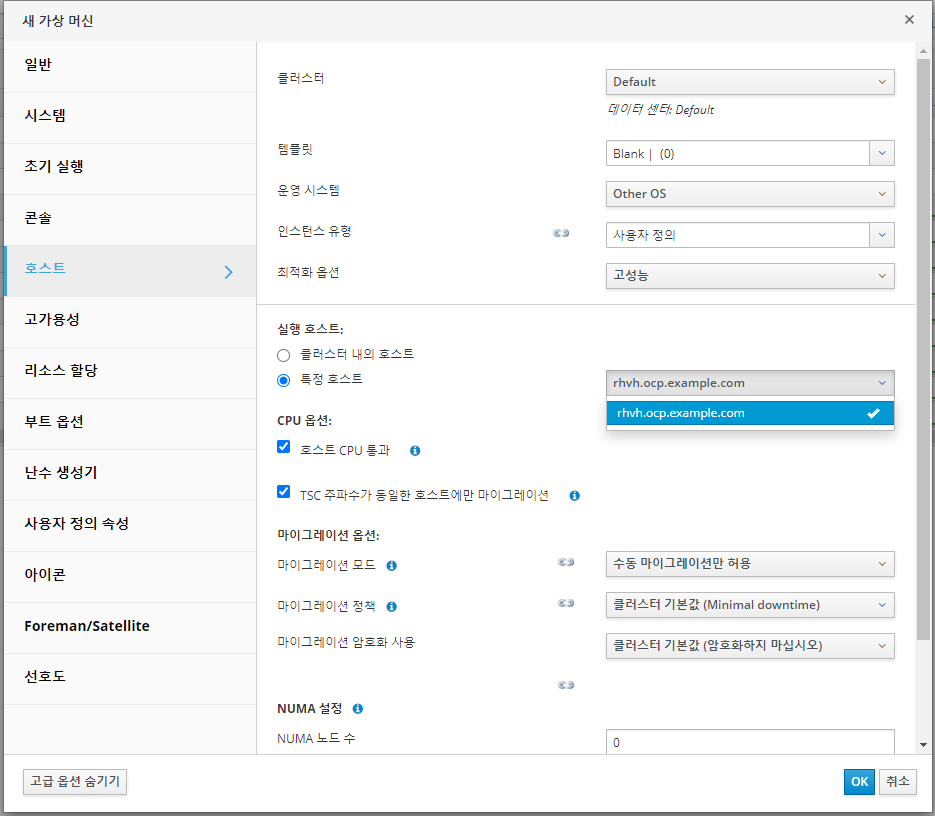 새 가상 머신
일반
시스템
초기 실행
콘솔
호스트
고가용성
리소스 할당
부트 옵션
난수 생성기
사용자 정의 속성
아이콘
Foreman/Satellite
선호도
클러스터
Default
데이터 센터: Default
템플릿
Blank | (0)
운영 시스템
Other OS
인스턴스 유형
사용자 정의
최적화 옵션
고성능
실행 호스트:
클러스터 내의 호스트
특정 호스트
rhvh.ocp.example.com
rhvh.ocp.example.com
CPU 옵션:
호스트 CPU 통과
TSC 주파수가 동일한 호스트에만 마이그레이션
마이그레이션 옵션:
마이그레이션 모드
수동 마이그레이션만 허용
마이그레이션 정책
클러스터 기본값 (Minimal downtime)
마이그레이션 암호화 사용
클러스터 기본값 (암호화하지 마십시오)
NUMA 설정
NUMA 노드 수
0
고급 옵션 숨기기
OK
취소